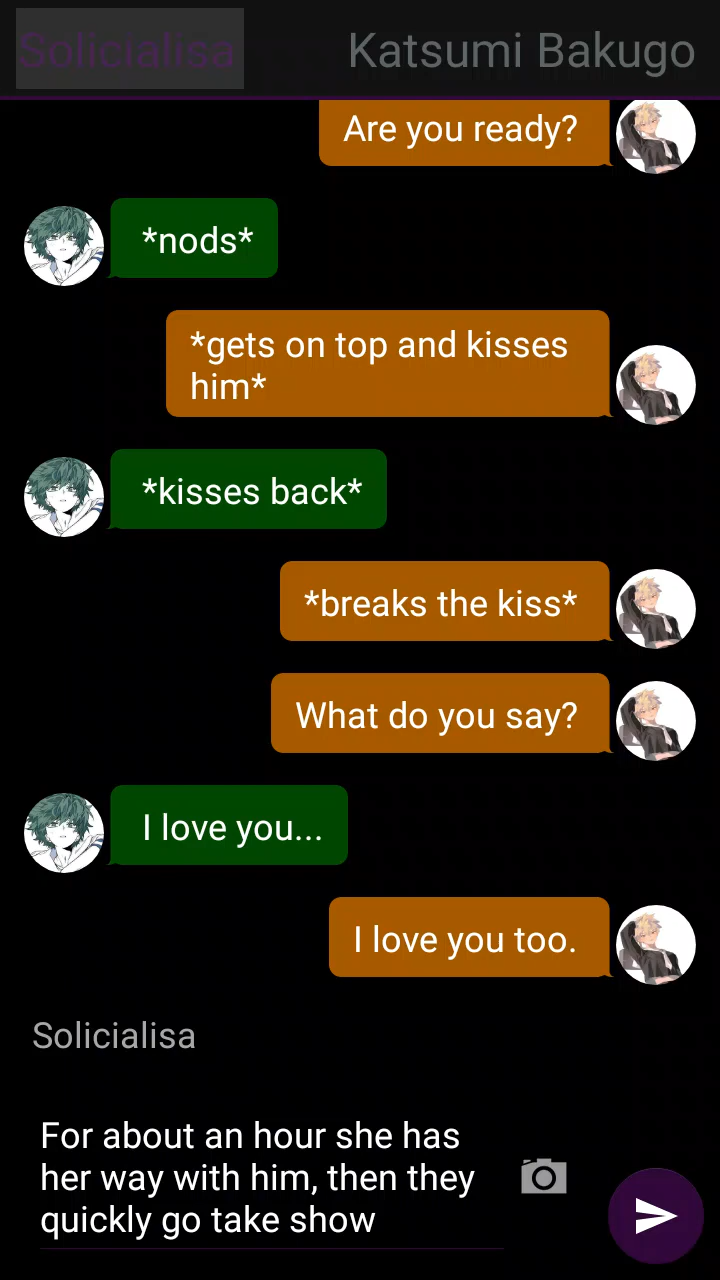 Solicialisa
Katsumi Bakugo
Are you ready?
*nods*
*gets on top and kisses
him*
*kisses back*
*breaks the kiss*
What do you say?
I love you...
I love you too.
Solicialisa
For about an hour she has
her way with him, then they
quickly go take show